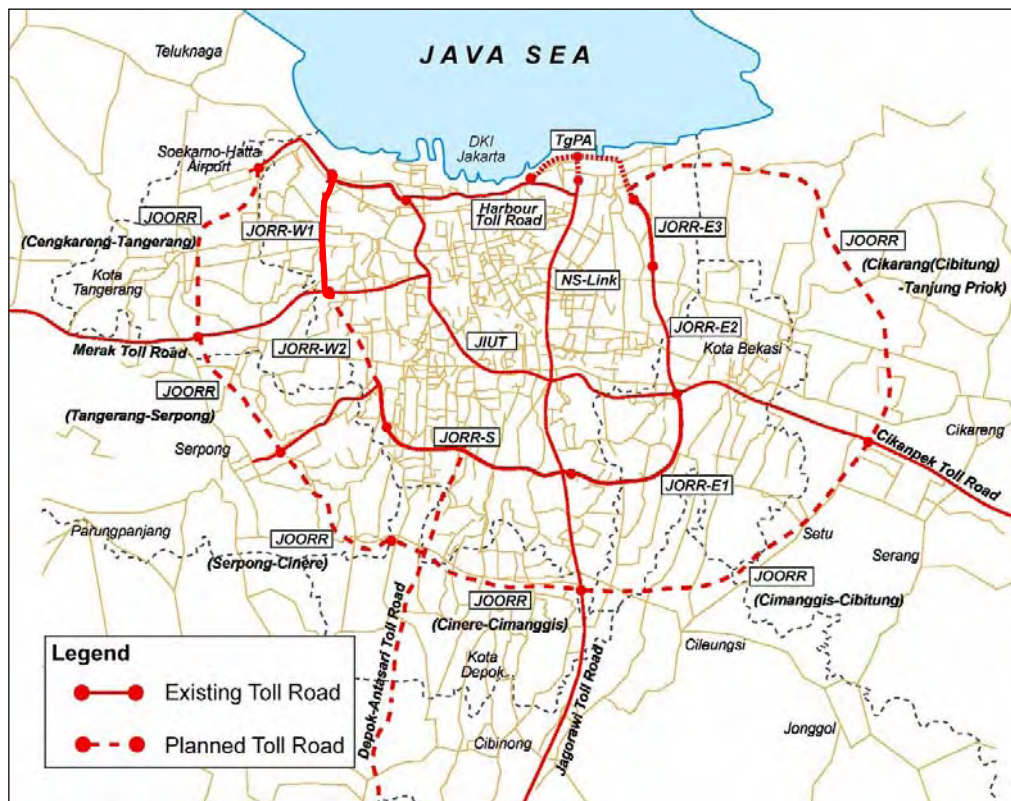 JAVA SEA
Teluknaga
DKI
Jakarta
TgPA
Soekarno-Hatta
Airport
Harbour
Toll Road
JOORR
(Cengkareng-Tangerang)
JORR-W1
JORR-E3
JOORR
(Cikarang(Cibitung)
-Tanjung Priok)
Kota
Tangerang
NS-Link
JORR-E2
Kota Bekasi
Merak Toll Road
JORR-W2
JIUT
JOORR
(Tangerang-Serpong)
Serpong
JORR-S
Cikarang
Cikanpek Toll Road
JORR-E1
Parungpanjang
JOORR
(Serpong-Cinere)
Setu
Serang
JOORR
(Cimanggis-Cibitung)
JOORR
(Cinere-Cimanggis)
Cileungsi
Kota
Depok
Depok-Antasari Toll Road
Jagorawi Toll Road
Cibinong
Jonggol
Legend
Existing Toll Road
Planned Toll Road